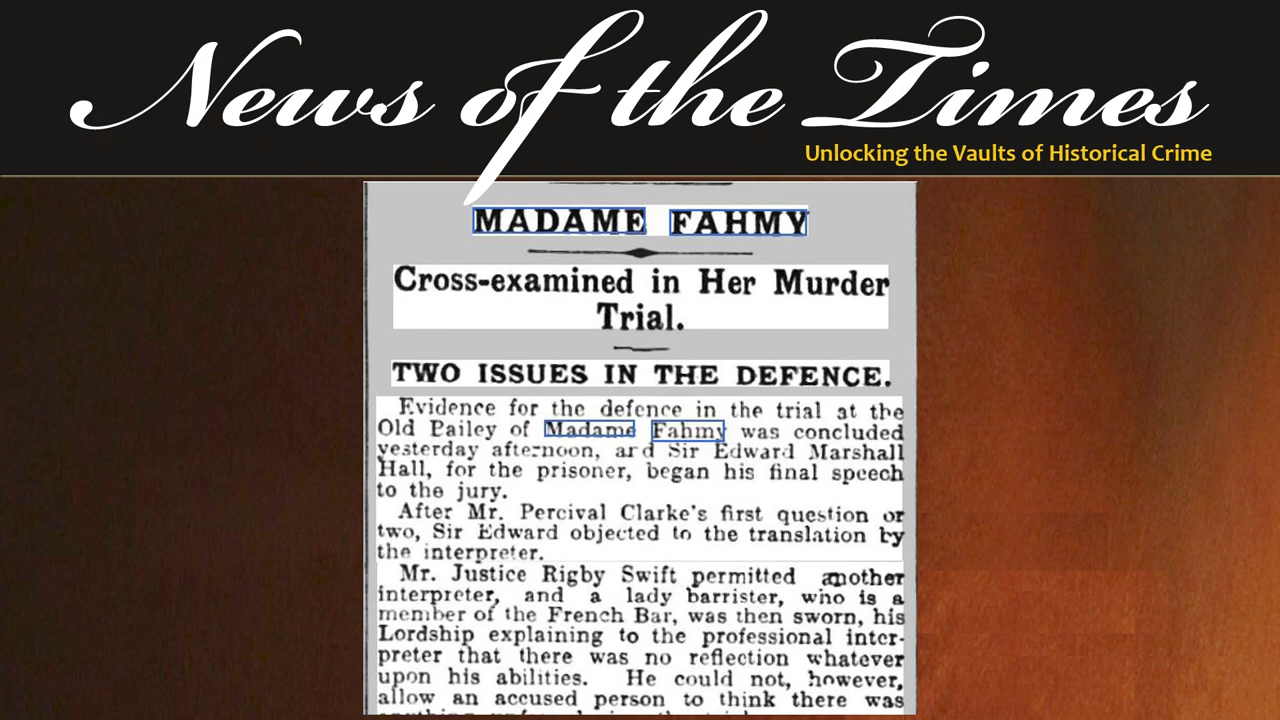 News of the Times
Unlocking the Vaults of Historical Crime
MADAME FAHMY
Cross-examined in Her Murder
Trial.
TWO ISSUES IN THE DEFENCE.
Evidence for the defence in the trial at the
Old Pailey of Madame Fahmy was concluded
yesterday afternoon, and Sir Edward Marshall
Hall, for the prisoner, began his final speech
to the jury.
After Mr. Percival Clarke's first question or
two, Sir Edward objected to the translation by
the interpreter.
Mr. Justice Rigby Swift permitted another
interpreter, and a lady barrister, who is a
member of the French Bar, was then sworn, his
Lordship explaining to the professional inter-
preter that there was no reflection whatever
upon his abilities. He could not, however,
allow an accused person to think there was